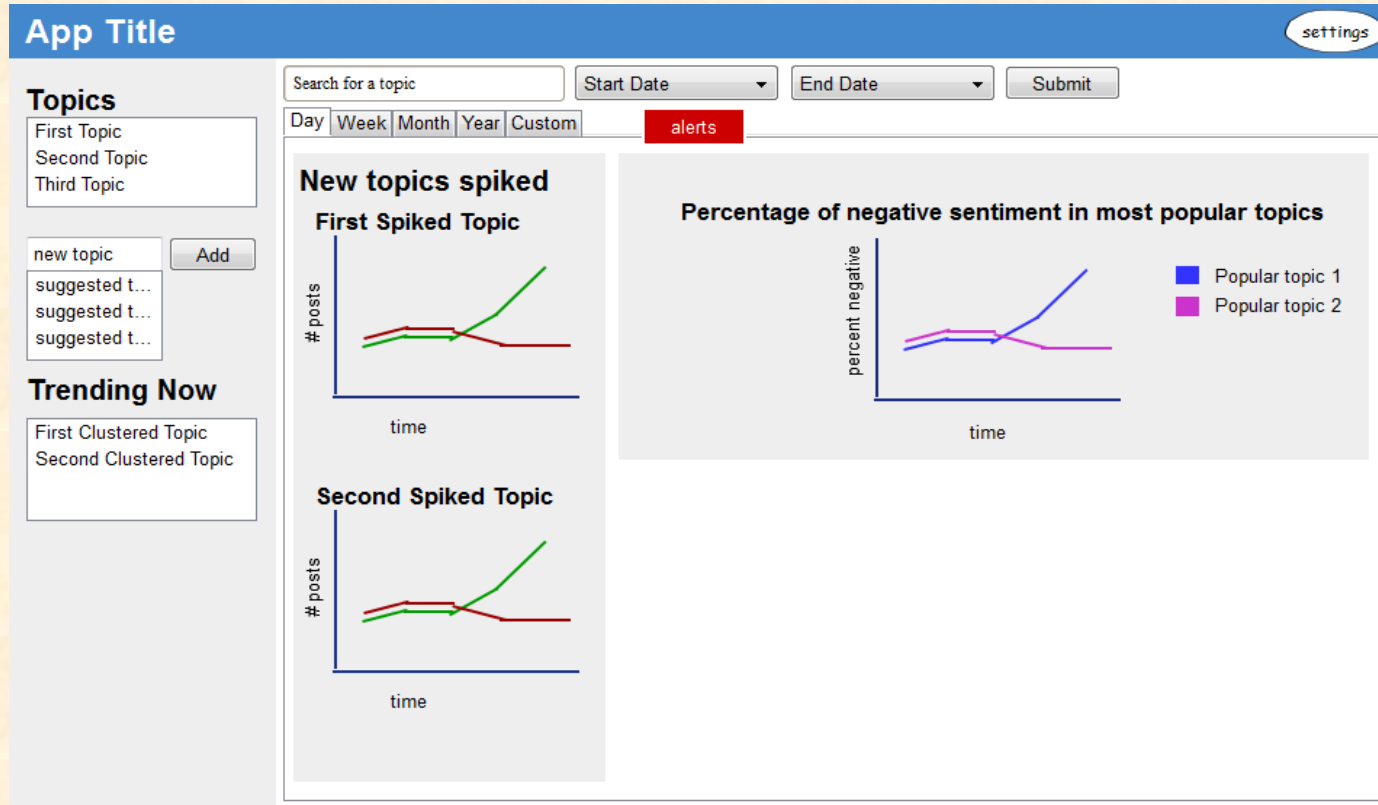 App Title
settings
Topics
First Topic
Second Topic
Third Topic
new topic
Add
suggested t...
suggested t...
suggested t...
Trending Now
First Clustered Topic
Second Clustered Topic
Search for a topic
Start Date
End Date
Submit
Day Week Month Year Custom
alerts
New topics spiked
First Spiked Topic
# posts
time
Second Spiked Topic
# posts
time
Percentage of negative sentiment in most popular topics
percent negative
time
Popular topic 1
Popular topic 2